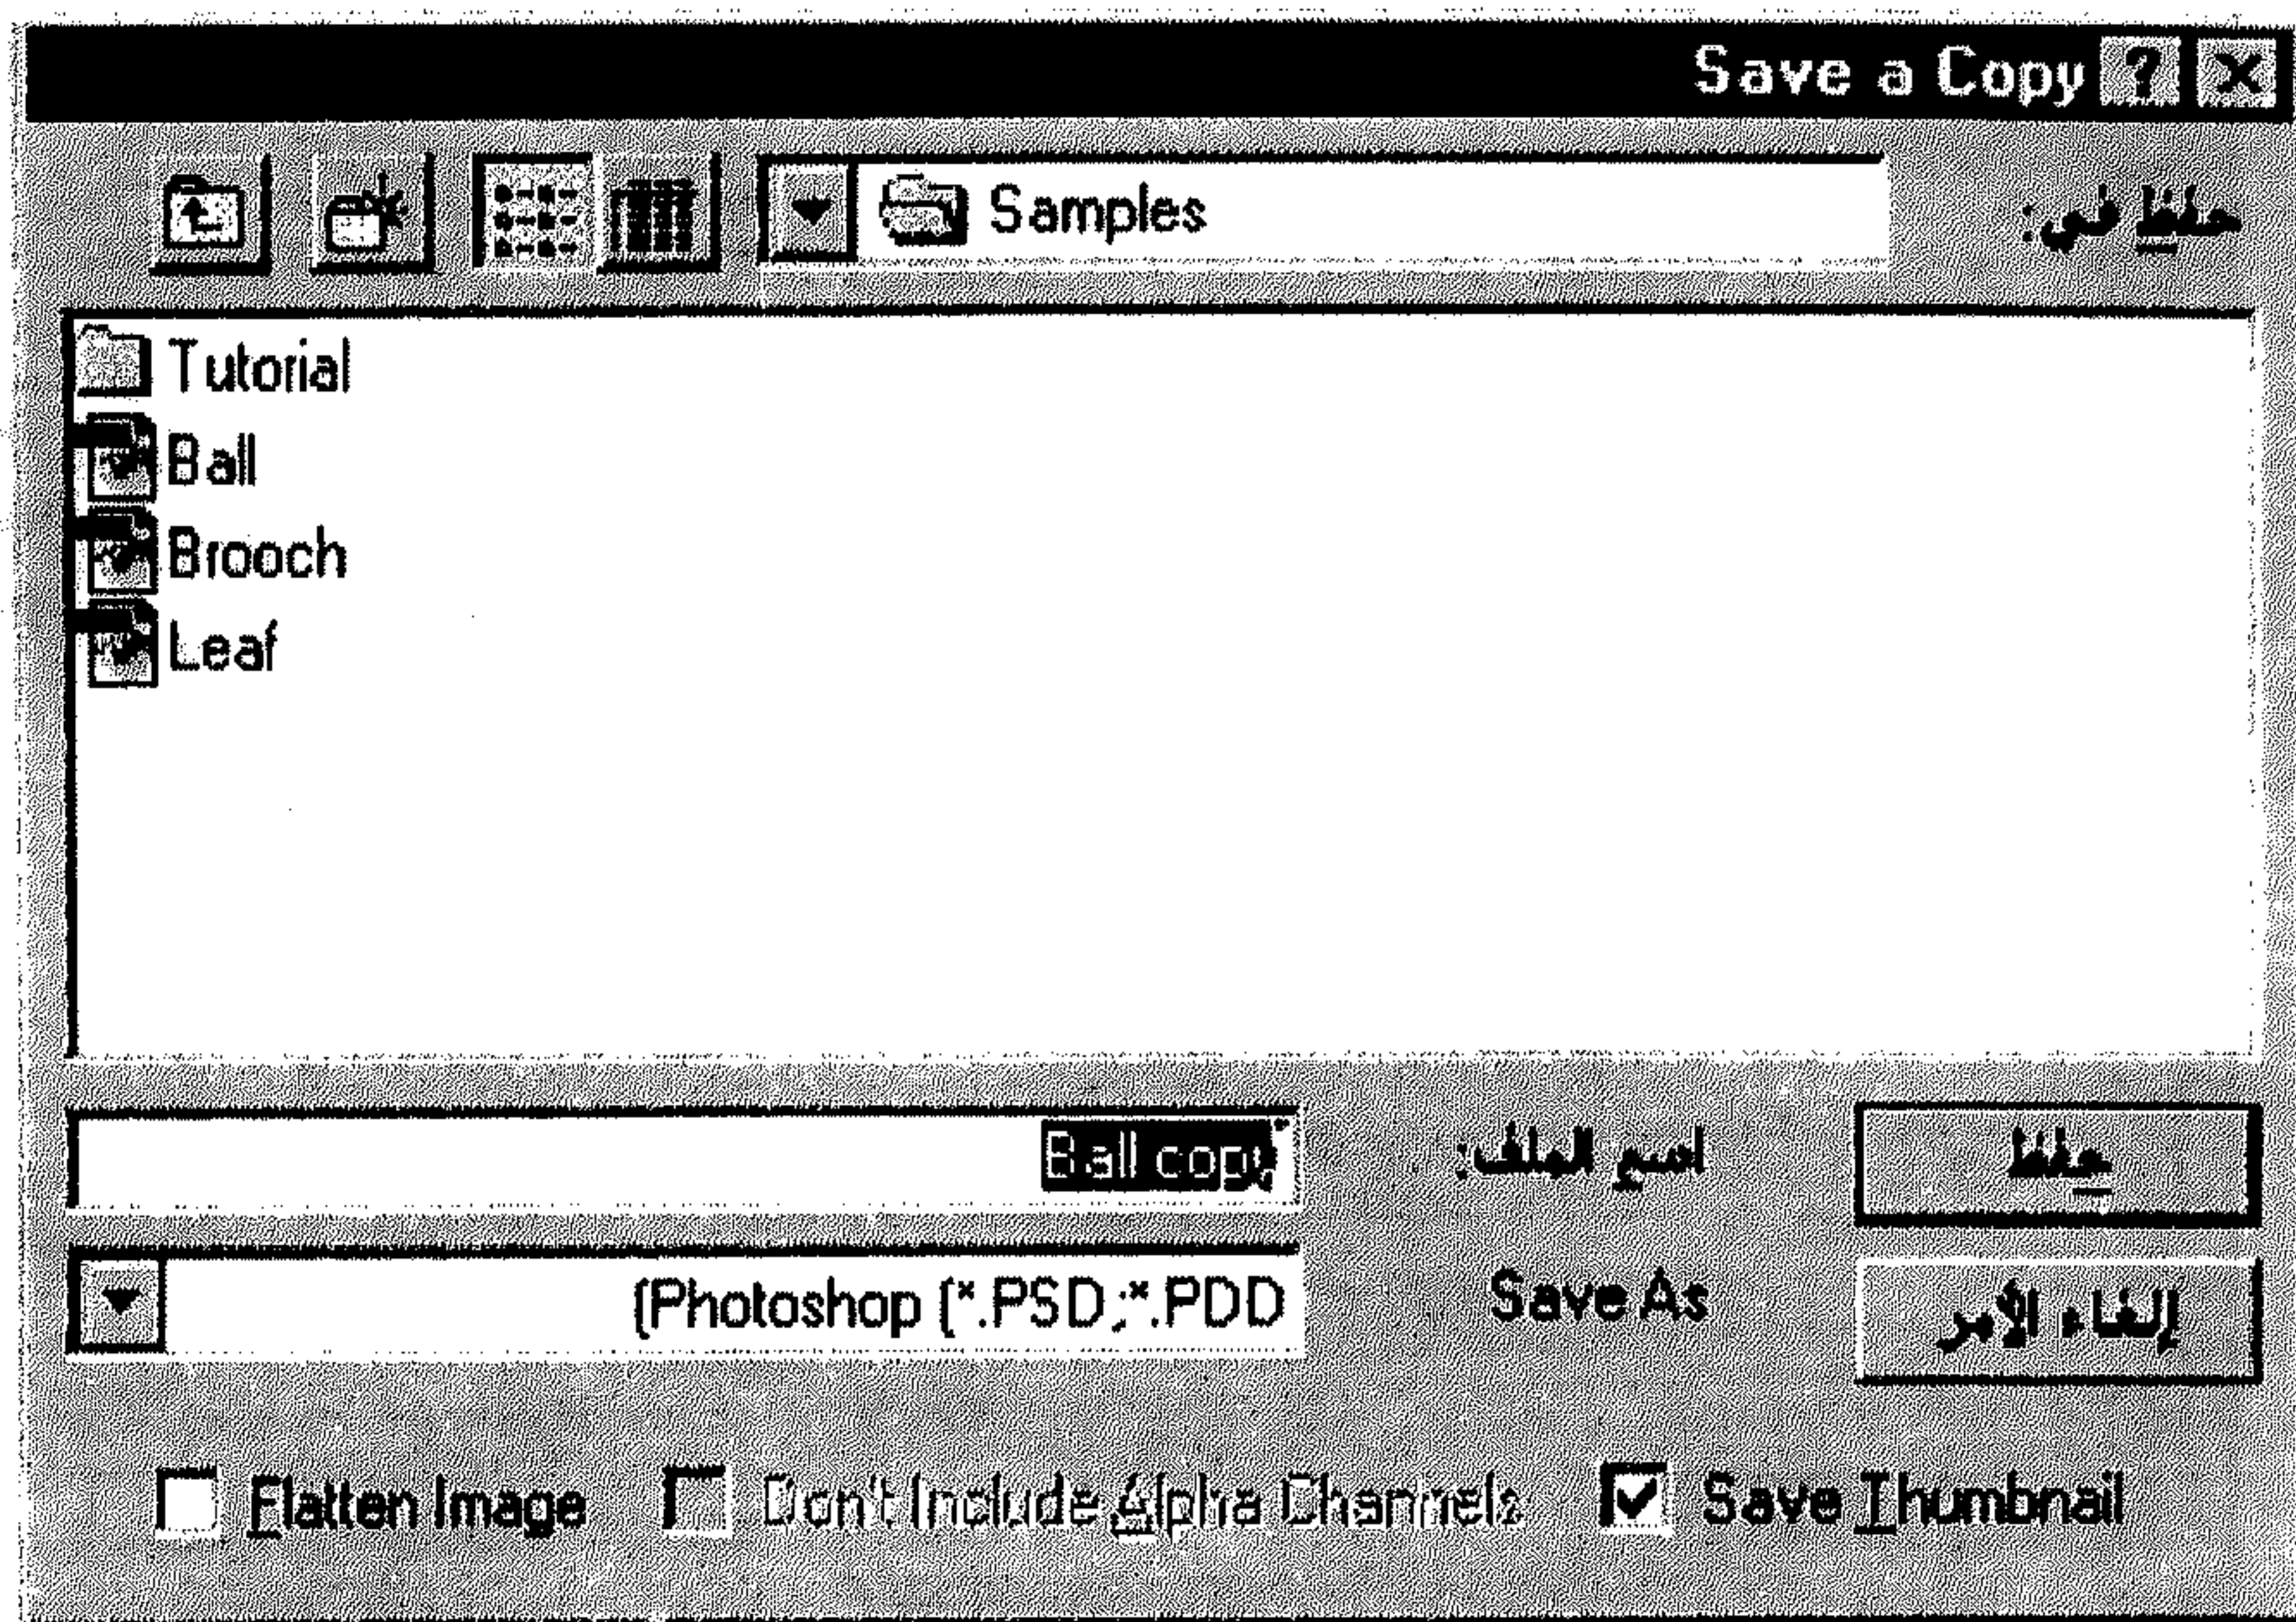 Save a Copy
حفظ في: Samples
Tutorial
Ball
Brooch
Leaf
حفظ اسم الملف: Ball copy
إلغاء الأمر Save As (Photoshop (*.PSD;*.PDD
Flatten Image Don't Include Alpha Channels Save Thumbnail